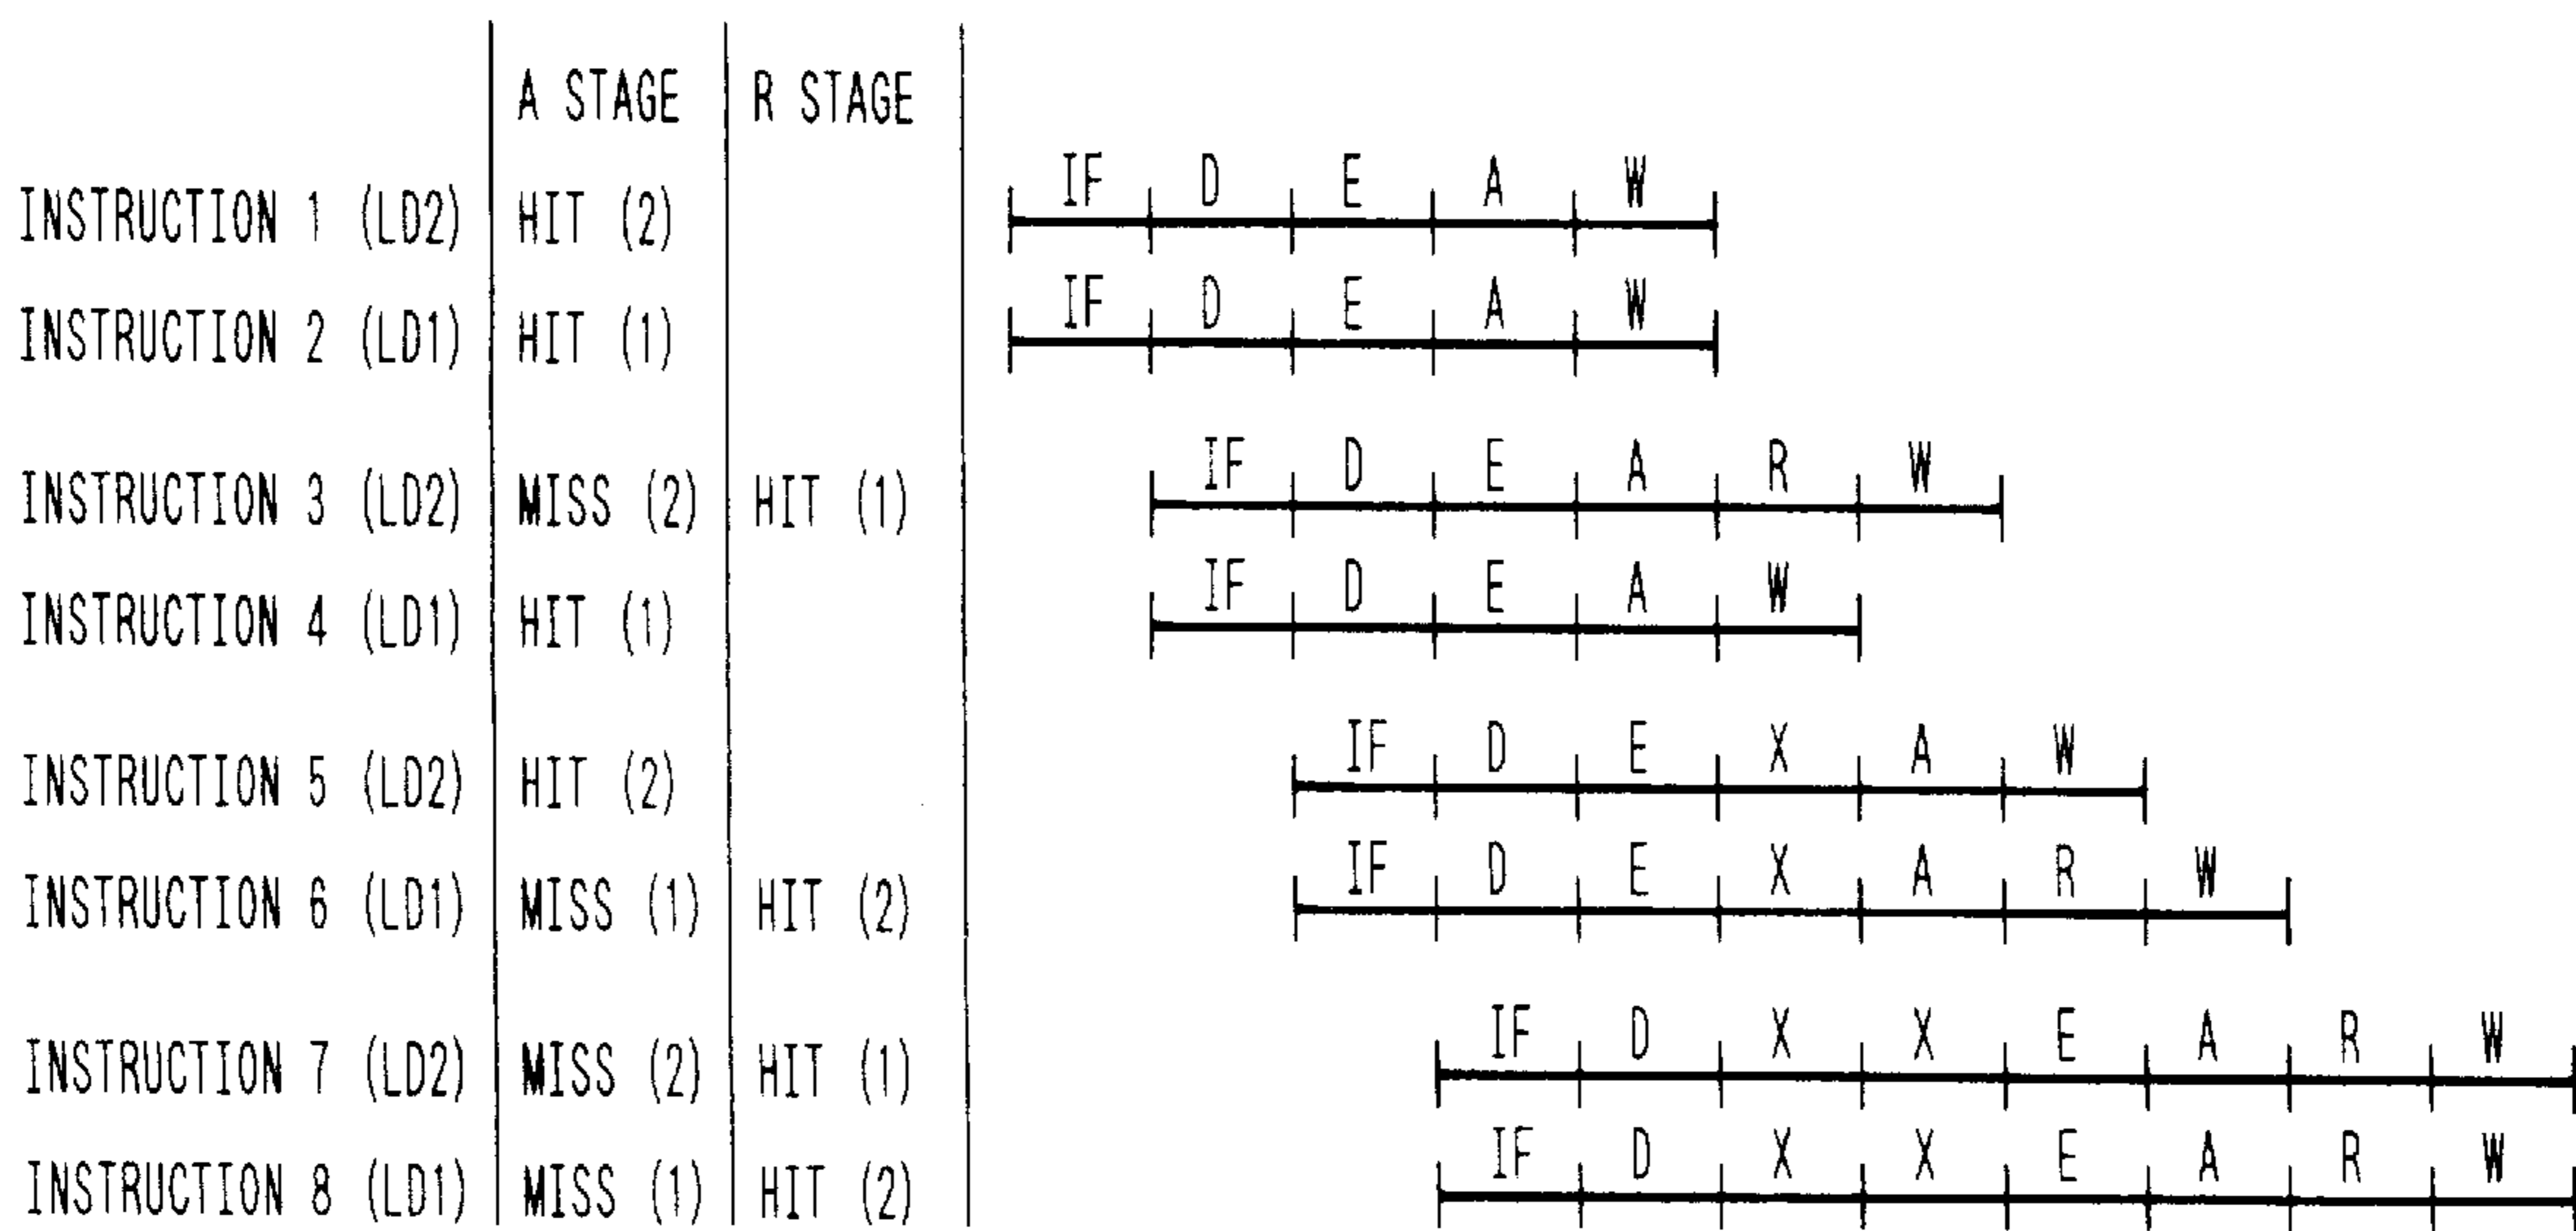 A STAGE R STAGE
IF D E A W
INSTRUCTION 1 (LD2) HIT (2)
IF D E A W
INSTRUCTION 2 (LD1) HIT (1)
IF D E A R W
INSTRUCTION 3 (LD2) MISS (2) HIT (1)
IF D E A W
INSTRUCTION 4 (LD1) HIT (1)
IF D E X A W
INSTRUCTION 5 (LD2) HIT (2)
IF D E X A R W
INSTRUCTION 6 (LD1) MISS (1) HIT (2)
IF D X X E A R W
INSTRUCTION 7 (LD2) MISS (2) HIT (1)
IF D X X E A R W
INSTRUCTION 8 (LD1) MISS (1) HIT (2)